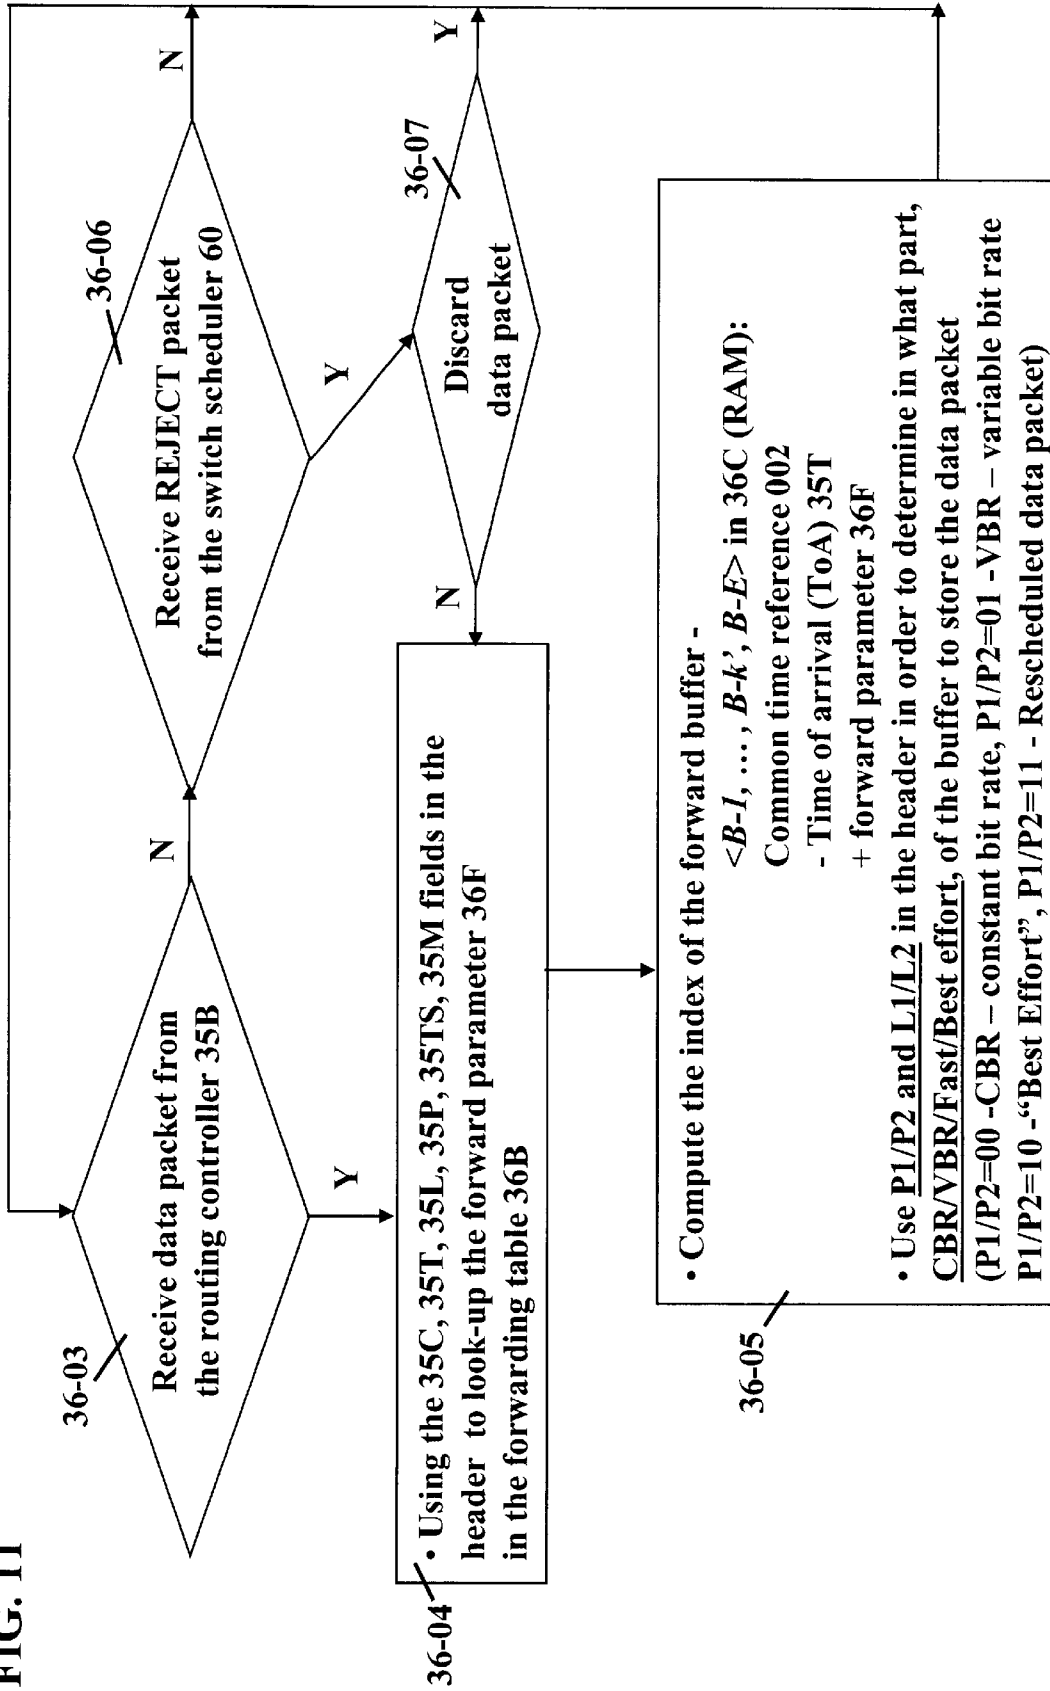 FIG. 11
36-03
Receive data packet from
the routing controller 35B
N
Y
36-06
Receive REJECT packet
from the switch scheduler 60
N
Y
36-04
• Using the 35C, 35T, 35L, 35P, 35TS, 35M fields in the
header to look-up the forward parameter 36F
in the forwarding table 36B
36-07
Discard
data packet
N
Y
36-05
• Compute the index of the forward buffer -
<B-1, ... , B-k’, B-E> in 36C (RAM):
Common time reference 002
- Time of arrival (ToA) 35T
+ forward parameter 36F
• Use P1/P2 and L1/L2 in the header in order to determine in what part,
CBR/VBR/Fast/Best effort, of the buffer to store the data packet
(P1/P2=00 -CBR – constant bit rate, P1/P2=01 -VBR – variable bit rate
P1/P2=10 -“Best Effort”, P1/P2=11 - Rescheduled data packet)